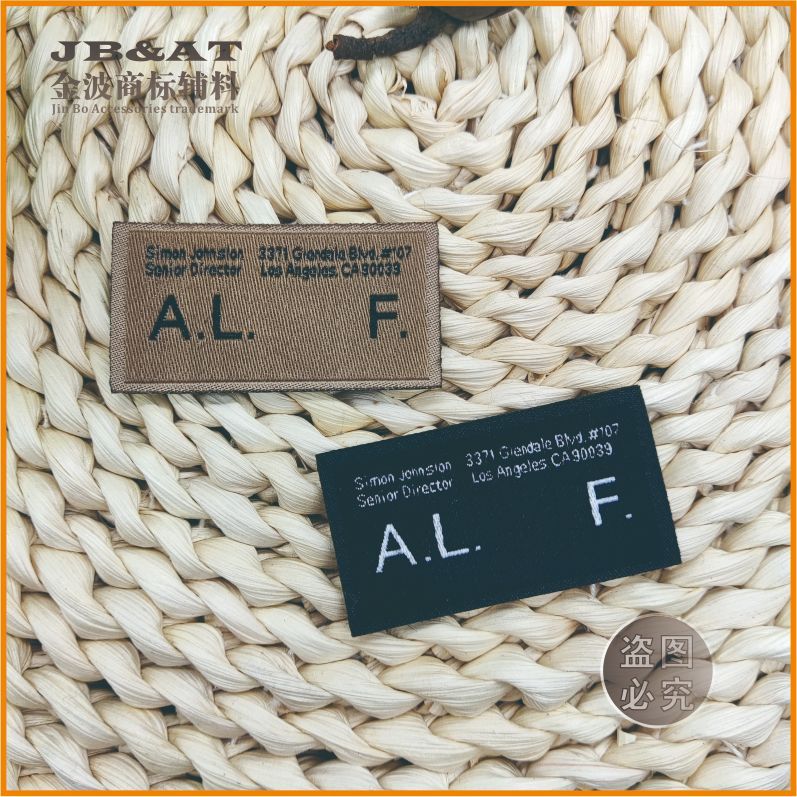 JB&AT
金波商标辅料
Jin Bo Accessories trademark
Simon Johnston 3371 Glendale Blvd. #107
Senior Director Los Angeles, CA 90039
A.L. F.
Simon Johnston 3371 Glendale Blvd. #107
Senior Director Los Angeles CA 90039
A.L. F.
盗图
必究